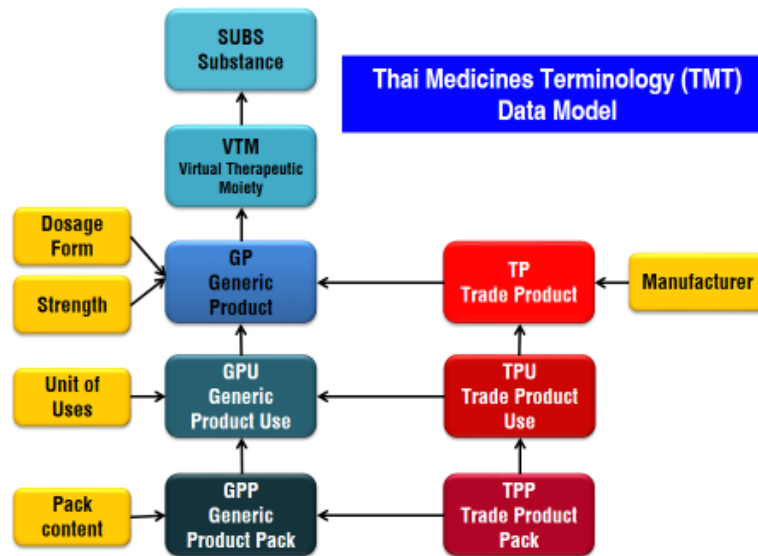 SUBS
Substance
Thai Medicines Terminology (TMT)
Data Model
VTM
Virtual Therapeutic
Moiety
Dosage
Form
Strength
GP
Generic
Product
TP
Trade Product
Manufacturer
Unit of
Uses
GPU
Generic
Product Use
TPU
Trade Product
Use
Pack
content
GPP
Generic
Product Pack
TPP
Trade Product
Pack